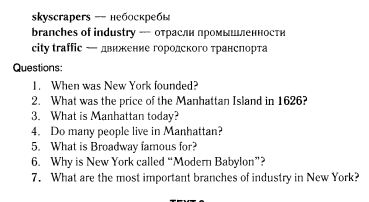 skyscrapers — небоскребы
branches of industry — отрасли промышленности
city traffic — движение городского транспорта
Questions:
1. When was New York founded?
2. What was the price of the Manhattan Island in 1626?
3. What is Manhattan today?
4. Do many people live in Manhattan?
5. What is Broadway famous for?
6. Why is New York called “Modern Babylon”?
7. What are the most important branches of industry in New York?